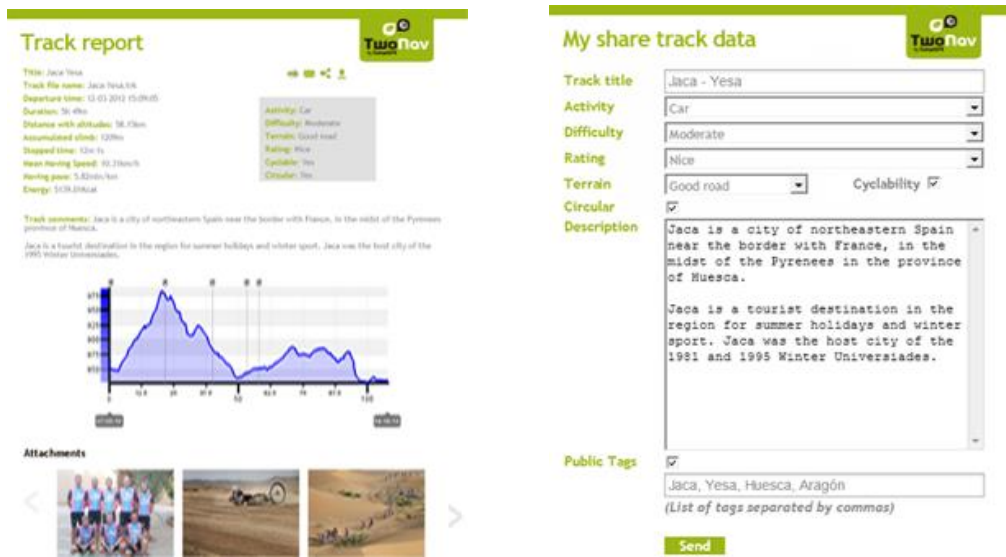 Track report
TwoNav
Title: Jaca Yesa
Track file name: Jaca Yesa.trk
Departure time: 12-03-2012 15:09:05
Duration: 5h 49m
Distance with altitudes: 58.13km
Accumulated climb: 1209m
Stopped time: 12m 1s
Mean Moving Speed: 10.31km/h
Moving pace: 5.82min/km
Energy:
Activity: Car
Difficulty: Moderate
Terrain: Good road
Rating: Nice
Cyclable: Yes
Circular: Yes
Track comments: Jaca is a city of northeastern Spain near the border with France, in the midst of the Pyrenees
province of Huesca.
Jaca is a tourist destination in the region for summer holidays and winter sport. Jaca was the host city of the
1995 Winter Universiades.
0
50
100
Attachments
My share track data
TwoNav
Track title Jaca - Yesa
Activity Car
Difficulty Moderate
Rating Nice
Terrain Good road Cyclability
Circular
Description Jaca is a city of northeastern Spain
near the border with France, in the
midst of the Pyrenees in the province
of Huesca.
Jaca is a tourist destination in the
region for summer holidays and winter
sport. Jaca was the host city of the
1981 and 1995 Winter Universiades.
Public Tags
Jaca, Yesa, Huesca, Aragón
(List of tags separated by commas)
Send